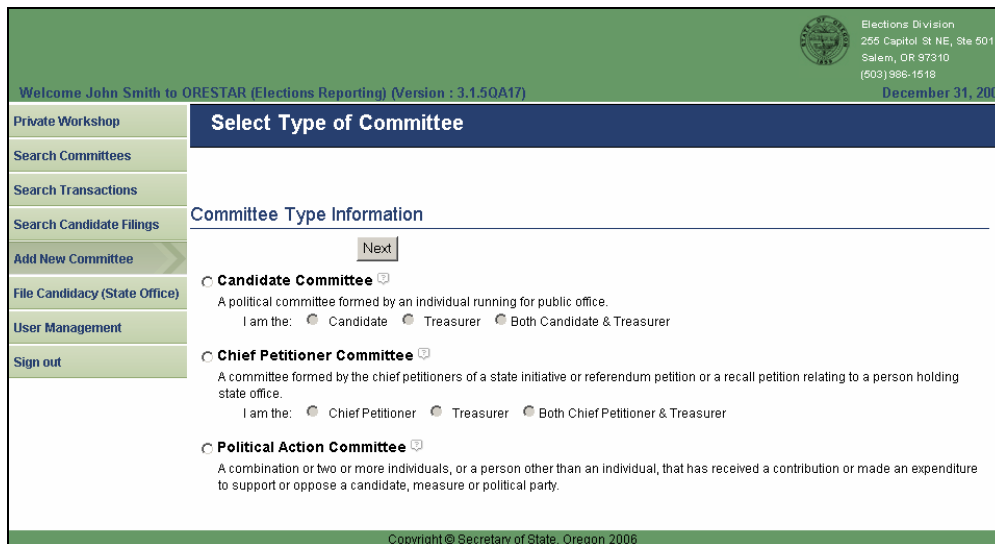 Elections Division
255 Capitol St NE, Ste 501
Salem, OR 97310
(503) 986-1518
Welcome John Smith to ORESTAR (Elections Reporting) (Version : 3.1.5QA17)
December 31, 200
Private Workshop
Search Committees
Search Transactions
Search Candidate Filings
Add New Committee
File Candidacy (State Office)
User Management
Sign out
Select Type of Committee
Committee Type Information
Next
Candidate Committee
A political committee formed by an individual running for public office.
I am the: Candidate Treasurer Both Candidate & Treasurer
Chief Petitioner Committee
A committee formed by the chief petitioners of a state initiative or referendum petition or a recall petition relating to a person holding
state office.
I am the: Chief Petitioner Treasurer Both Chief Petitioner & Treasurer
Political Action Committee
A combination or two or more individuals, or a person other than an individual, that has received a contribution or made an expenditure
to support or oppose a candidate, measure or political party.
Copyright © Secretary of State, Oregon 2006